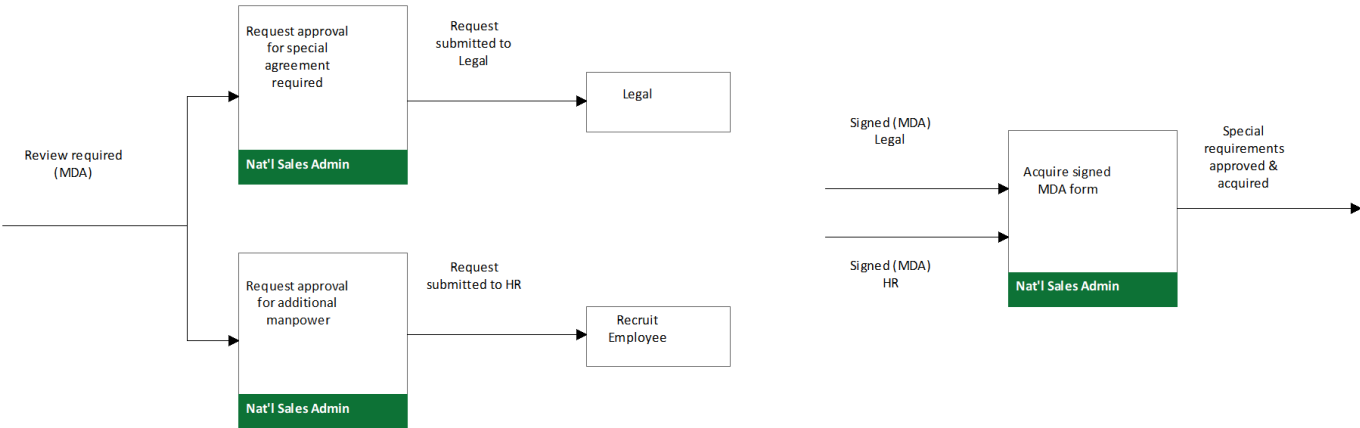 Review required
(MDA)
Request approval
for special
agreement
required
Nat'l Sales Admin
Request
submitted to
Legal
Legal
Request approval
for additional
manpower
Nat'l Sales Admin
Request
submitted to HR
Recruit
Employee
Signed (MDA)
Legal
Signed (MDA)
HR
Acquire signed
MDA form
Nat'l Sales Admin
Special
requirements
approved &
acquired